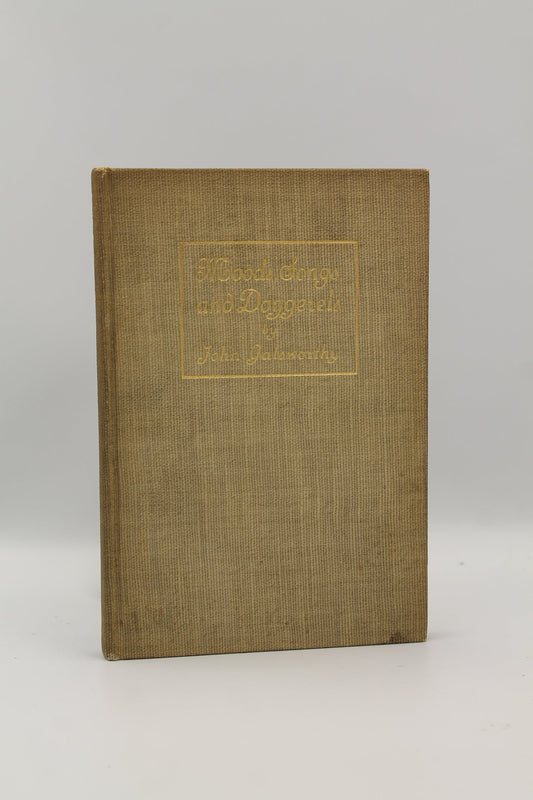 Moods, Songs
and Doggerels
by
John Galsworthy